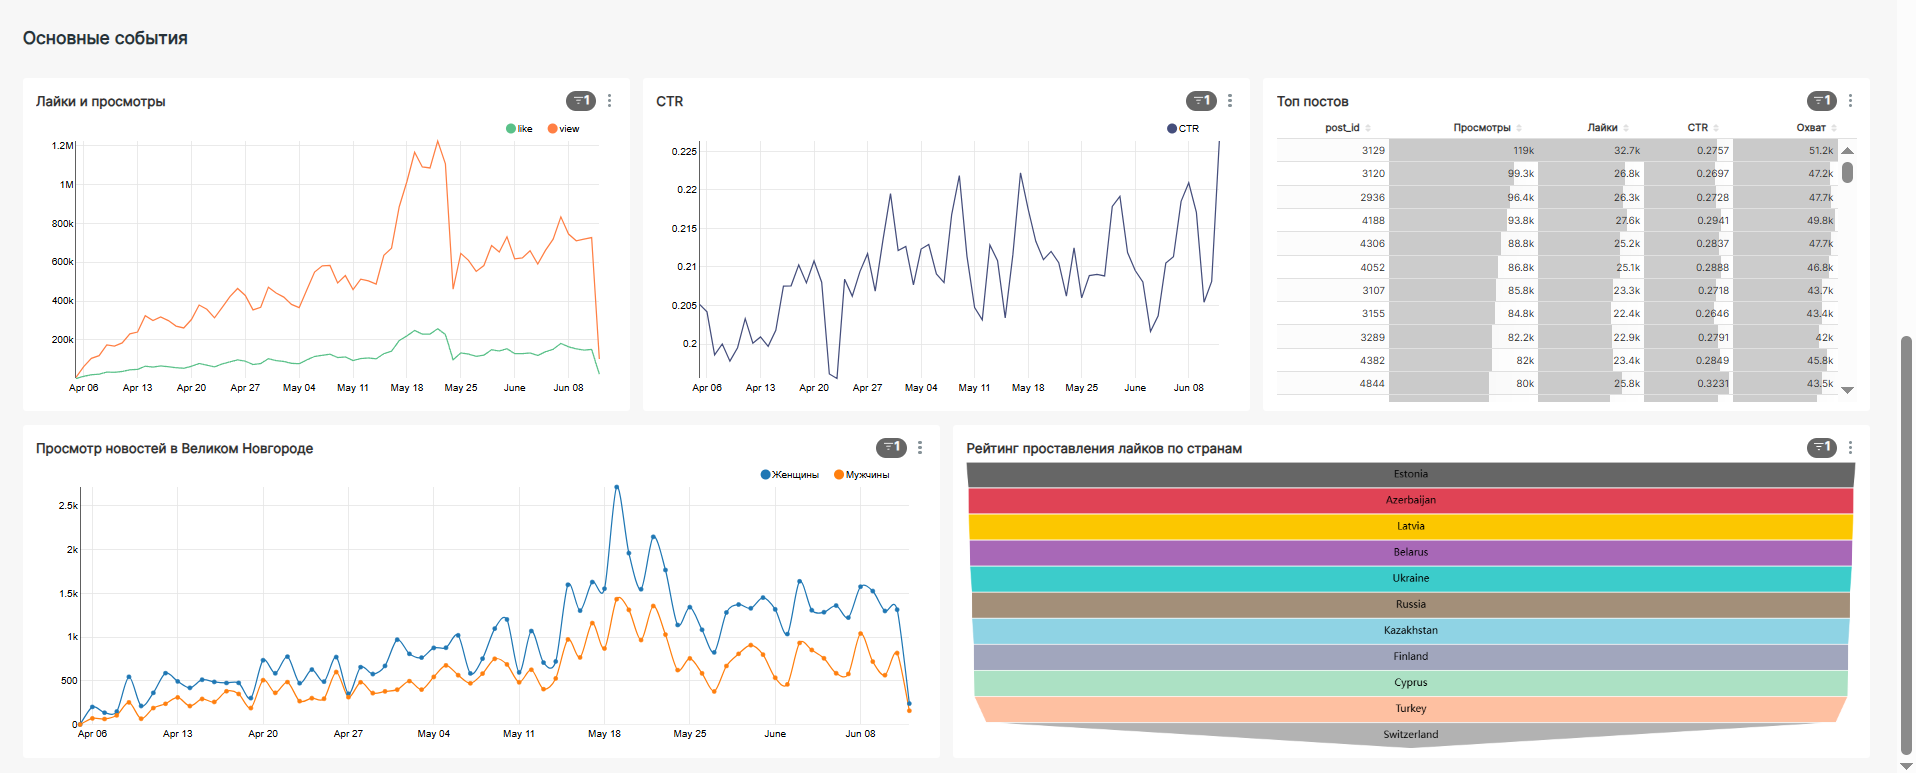 Основные события
Лайки и просмотры
1
like view
1.2M
1M
800k
600k
400k
200k
Apr 06 Apr 13 Apr 20 Apr 27 May 04 May 11 May 18 May 25 June Jun 08
CTR
1
CTR
0.225
0.22
0.215
0.21
0.205
0.2
Apr 06 Apr 13 Apr 20 Apr 27 May 04 May 11 May 18 May 25 June Jun 08
Топ постов
1
post_id Просмотры Лайки CTR Охват
3129 119k 32.7k 0.2757 51.2k
3120 99.3k 26.8k 0.2697 47.2k
2936 96.4k 26.3k 0.2728 47.7k
4188 93.8k 27.6k 0.2941 49.8k
4306 88.8k 25.2k 0.2837 47.7k
4052 86.8k 25.1k 0.2888 46.8k
3107 85.8k 23.3k 0.2718 43.7k
3155 84.8k 22.4k 0.2646 43.4k
3289 82.2k 22.9k 0.2791 42k
4382 82k 23.4k 0.2849 45.8k
4844 80k 25.8k 0.3231 43.5k
Просмотр новостей в Великом Новгороде
1
Женщины Мужчины
2.5k
2k
1.5k
1k
500
0
Apr 06 Apr 13 Apr 20 Apr 27 May 04 May 11 May 18 May 25 June Jun 08
Рейтинг проставления лайков по странам
1
Estonia
Azerbaijan
Latvia
Belarus
Ukraine
Russia
Kazakhstan
Finland
Cyprus
Turkey
Switzerland